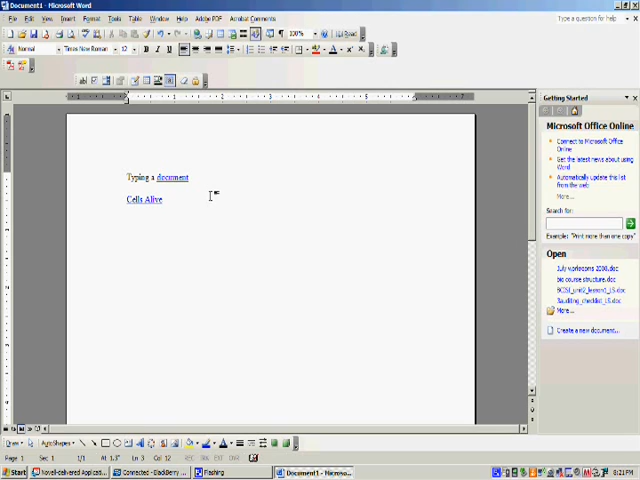 Document1 - Microsoft Word
File Edit View Insert Format Tools Table Window Help Adobe PDF Acrobat Comments
Type a question for help
100% Read
Normal Times New Roman 12 B I U
Getting Started
Microsoft Office Online
Connect to Microsoft Office Online
Get the latest news about using Word
Automatically update this list from the web
More...
Search for:
Example: "Print more than one copy"
Open
bio course structure.doc
More...
Create a new document...
Typing a document
Cells Alive
Draw AutoShapes
Page 1 Sec 1 1/1 At 1.3" Ln 3 Col 12 REC TRK EXT OVR
Start Novell-delivered Applicati... Connected - BlackBerry Flashing Document1 - Microso... 8:21 PM